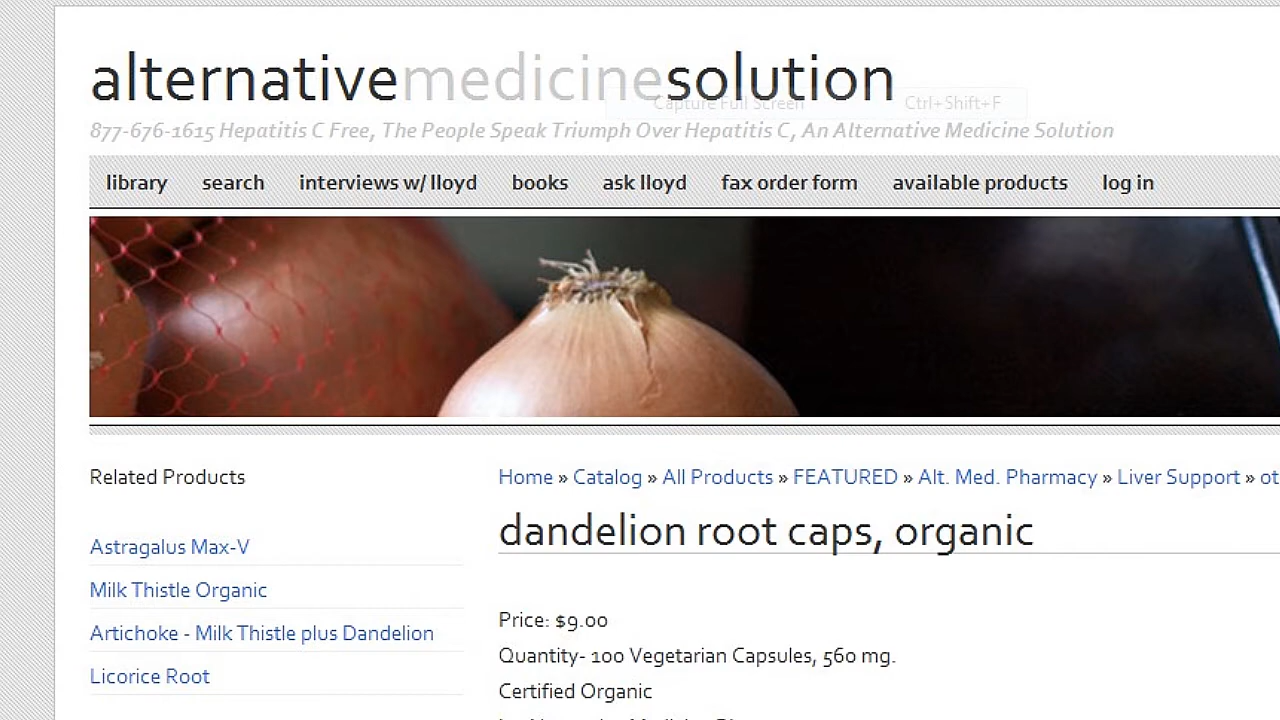 alternativemedicinesolution
Capture Full Screen Ctrl+Shift+F
877-676-1615 Hepatitis C Free, The People Speak Triumph Over Hepatitis C, An Alternative Medicine Solution
library search interviews w/ lloyd books ask lloyd fax order form available products log in
Related Products
Astragalus Max-V
Milk Thistle Organic
Artichoke - Milk Thistle plus Dandelion
Licorice Root
Home » Catalog » All Products » FEATURED » Alt. Med. Pharmacy » Liver Support » ot
dandelion root caps, organic
Price: $9.00
Quantity- 100 Vegetarian Capsules, 560 mg.
Certified Organic